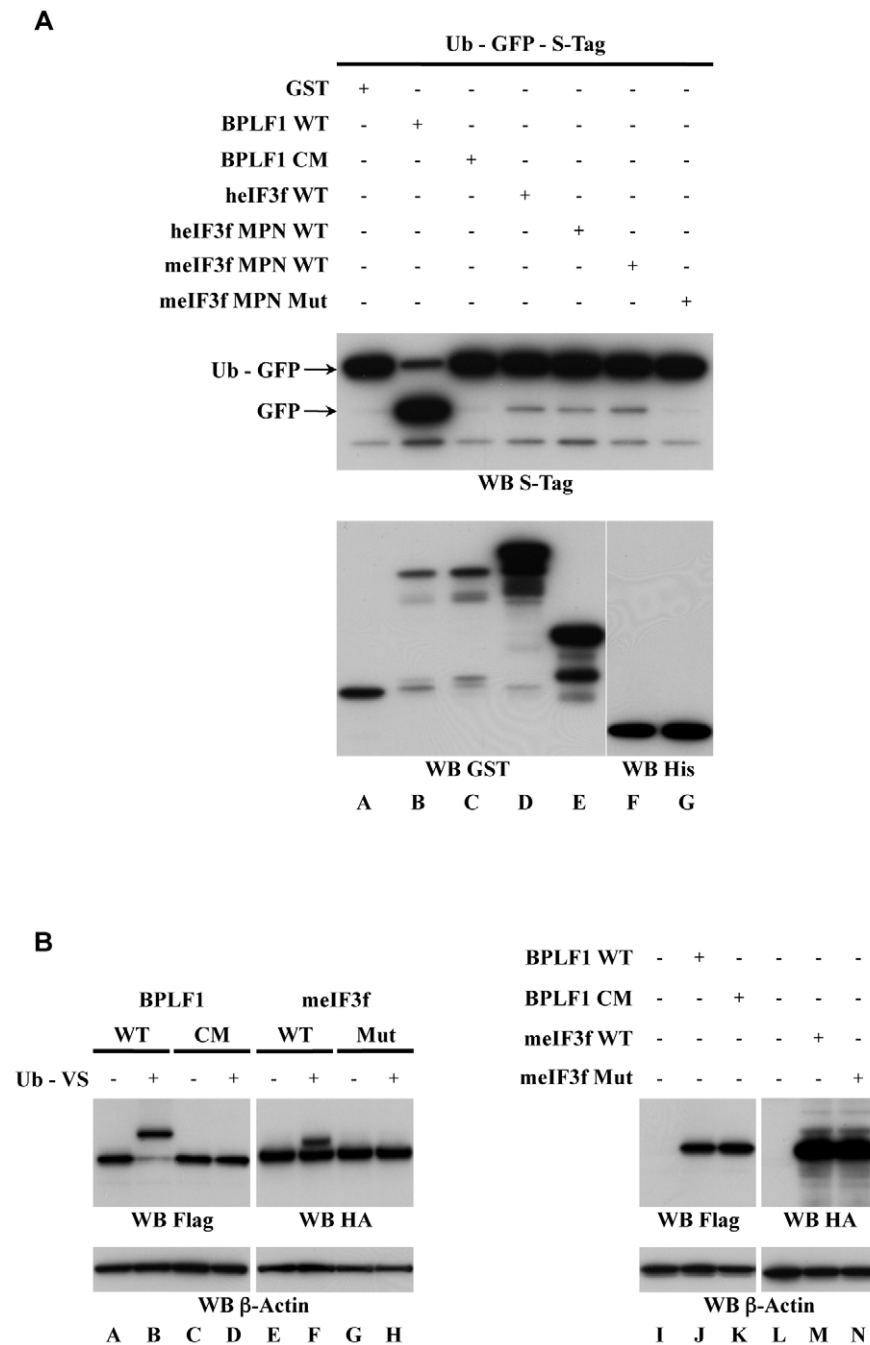 A
Ub - GFP - S-Tag
GST + - - - - - -
BPLF1 WT - + - - - - -
BPLF1 CM - - + - - - -
heIF3f WT - - - + - - -
heIF3f MPN WT - - - - + - -
meIF3f MPN WT - - - - - + -
meIF3f MPN Mut - - - - - - +
Ub - GFP
GFP
WB S-Tag
WB GST WB His
A B C D E F G
B
BPLF1 meIF3f
WT CM WT Mut
Ub - VS - + - + - + - +
WB Flag WB HA
WB β-Actin
A B C D E F G H
BPLF1 WT - + - - - -
BPLF1 CM - - + - - -
meIF3f WT - - - - + -
meIF3f Mut - - - - - +
WB Flag WB HA
WB β-Actin
I J K L M N